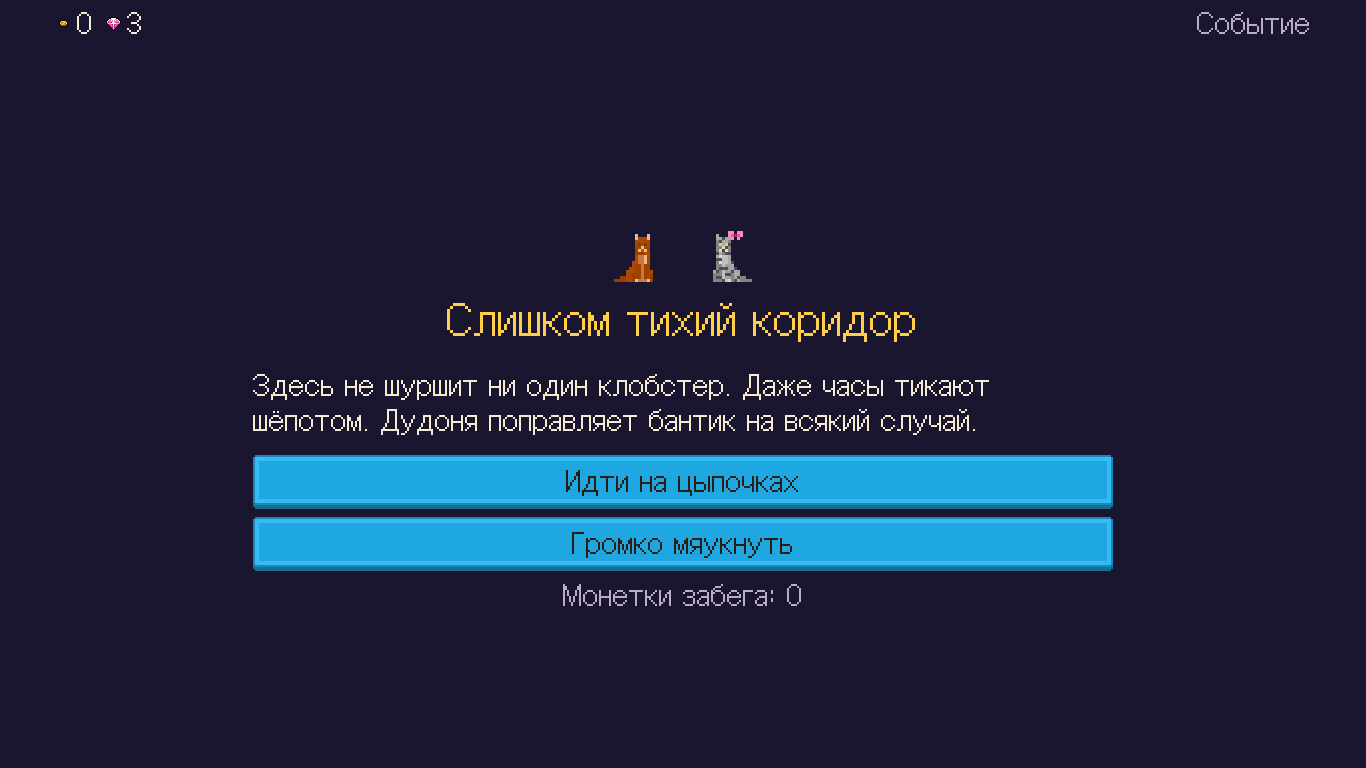 0 3 Событие
Слишком тихий коридор
Здесь не шуршит ни один клобстер. Даже часы тикают
шёпотом. Дудоня поправляет бантик на всякий случай.
Идти на цыпочках
Громко мяукнуть
Монетки забега: 0